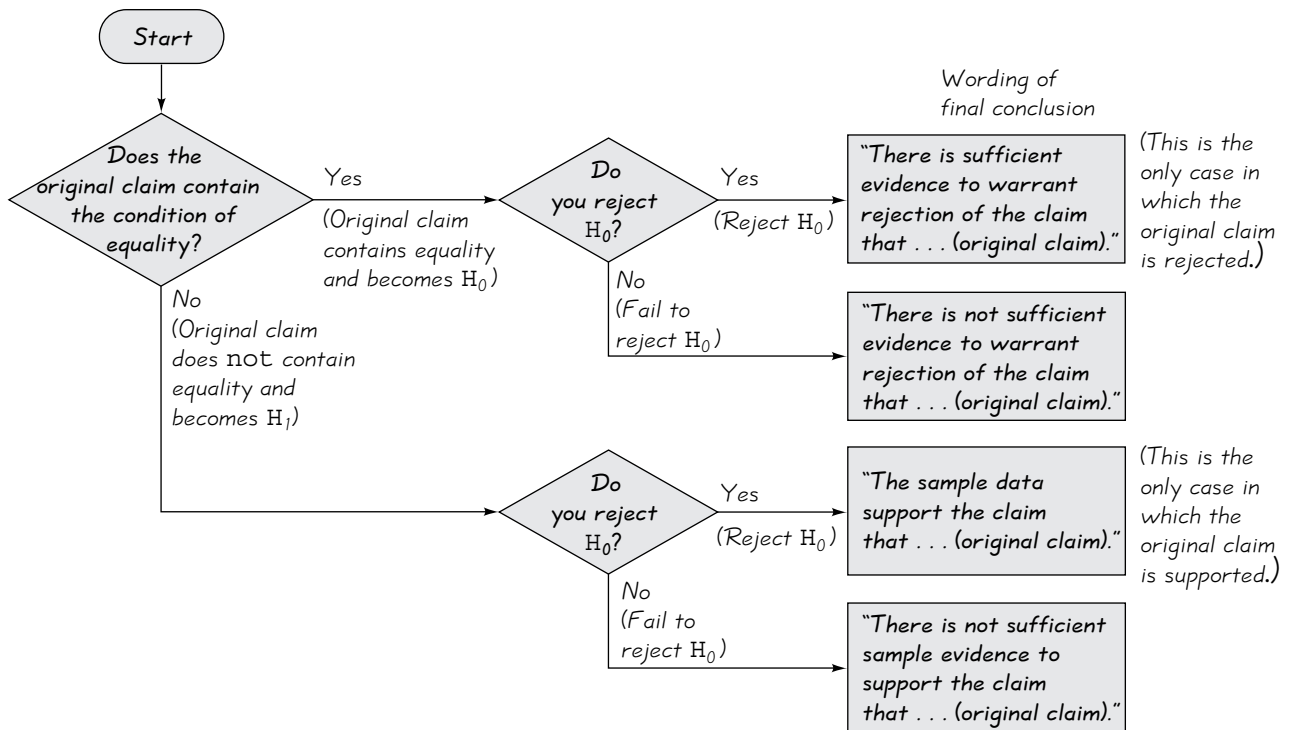 Start
Does the
original claim contain
the condition of
equality?
Yes
(Original claim
contains equality
and becomes H₀)
No
(Original claim
does not contain
equality and
becomes H₁)
Do
you reject
H₀?
Yes
(Reject H₀)
No
(Fail to
reject H₀)
Wording of
final conclusion
“There is sufficient
evidence to warrant
rejection of the claim
that . . . (original claim).”
(This is the
only case in
which the
original claim
is rejected.)
“There is not sufficient
evidence to warrant
rejection of the claim
that . . . (original claim).”
Do
you reject
H₀?
Yes
(Reject H₀)
No
(Fail to
reject H₀)
“The sample data
support the claim
that . . . (original claim).”
(This is the
only case in
which the
original claim
is supported.)
“There is not sufficient
sample evidence to
support the claim
that . . . (original claim).”